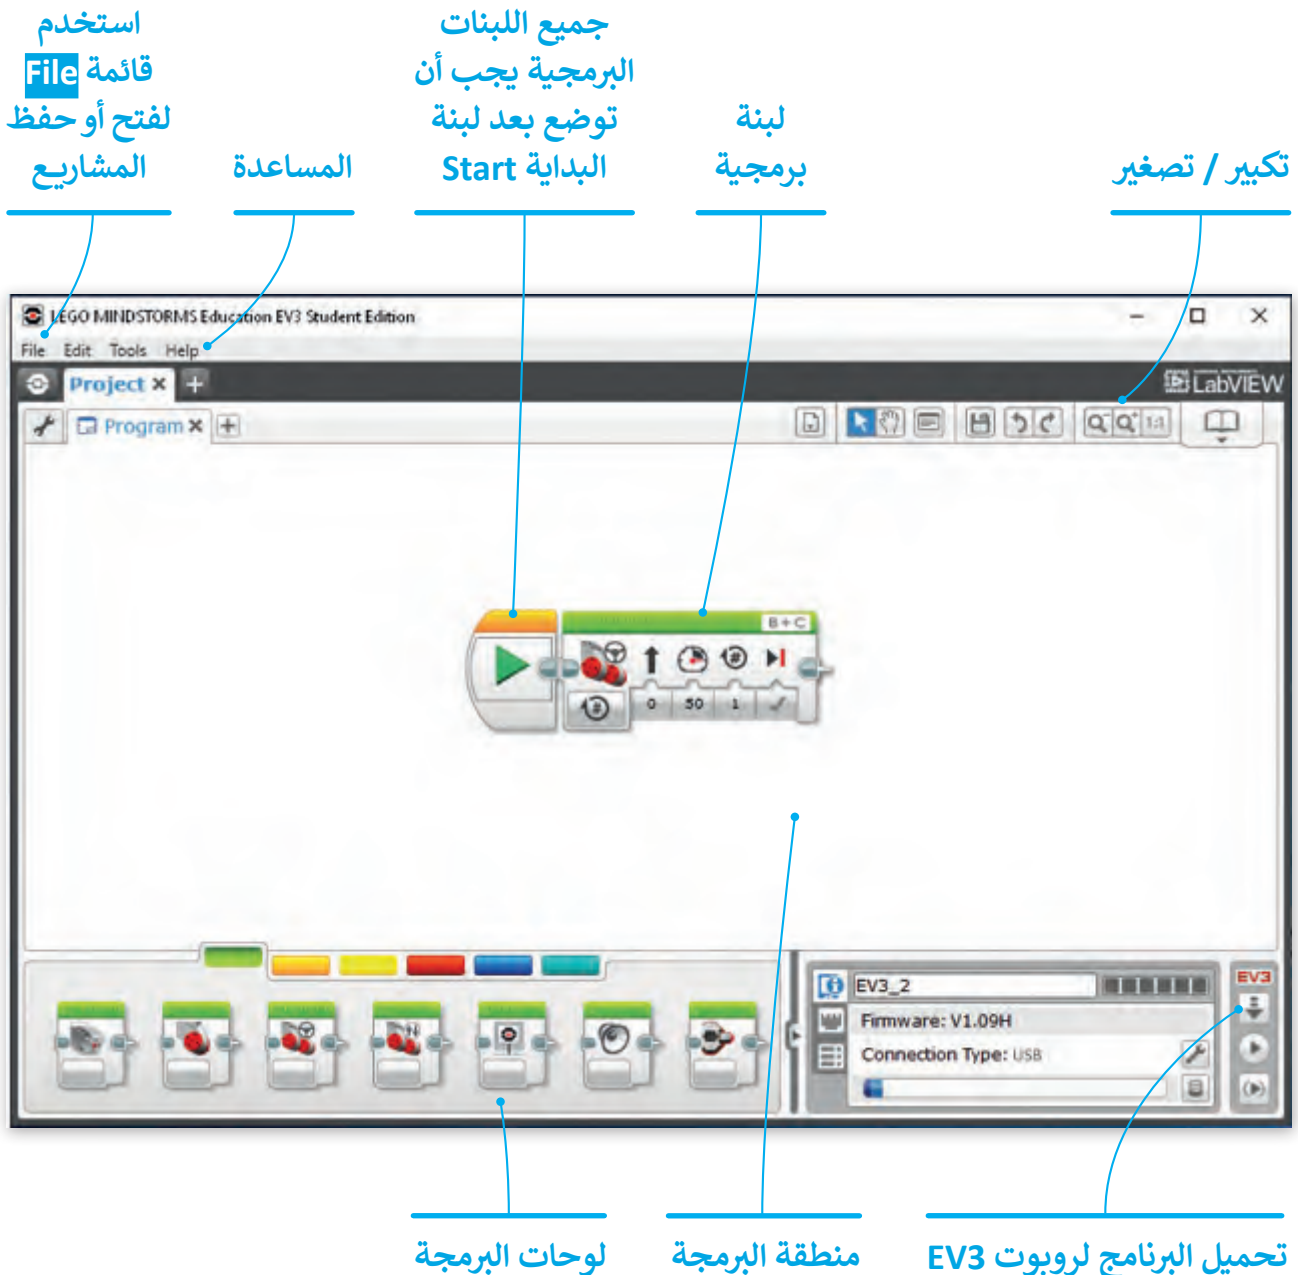 استخدم
قائمة File
لفتح أو حفظ
المشاريع
المساعدة
جميع اللبنات
البرمجية يجب أن
توضع بعد لبنة
البداية Start
لبنة
برمجية
تكبير / تصغير
LEGO MINDSTORMS Education EV3 Student Edition
File Edit Tools Help
Project
LabVIEW
Program
1:1
B+C
# #
0 50 1
EV3_2
EV3
Firmware: V1.09H
Connection Type: USB
لوحات البرمجة
منطقة البرمجة
تحميل البرنامج لروبوت EV3